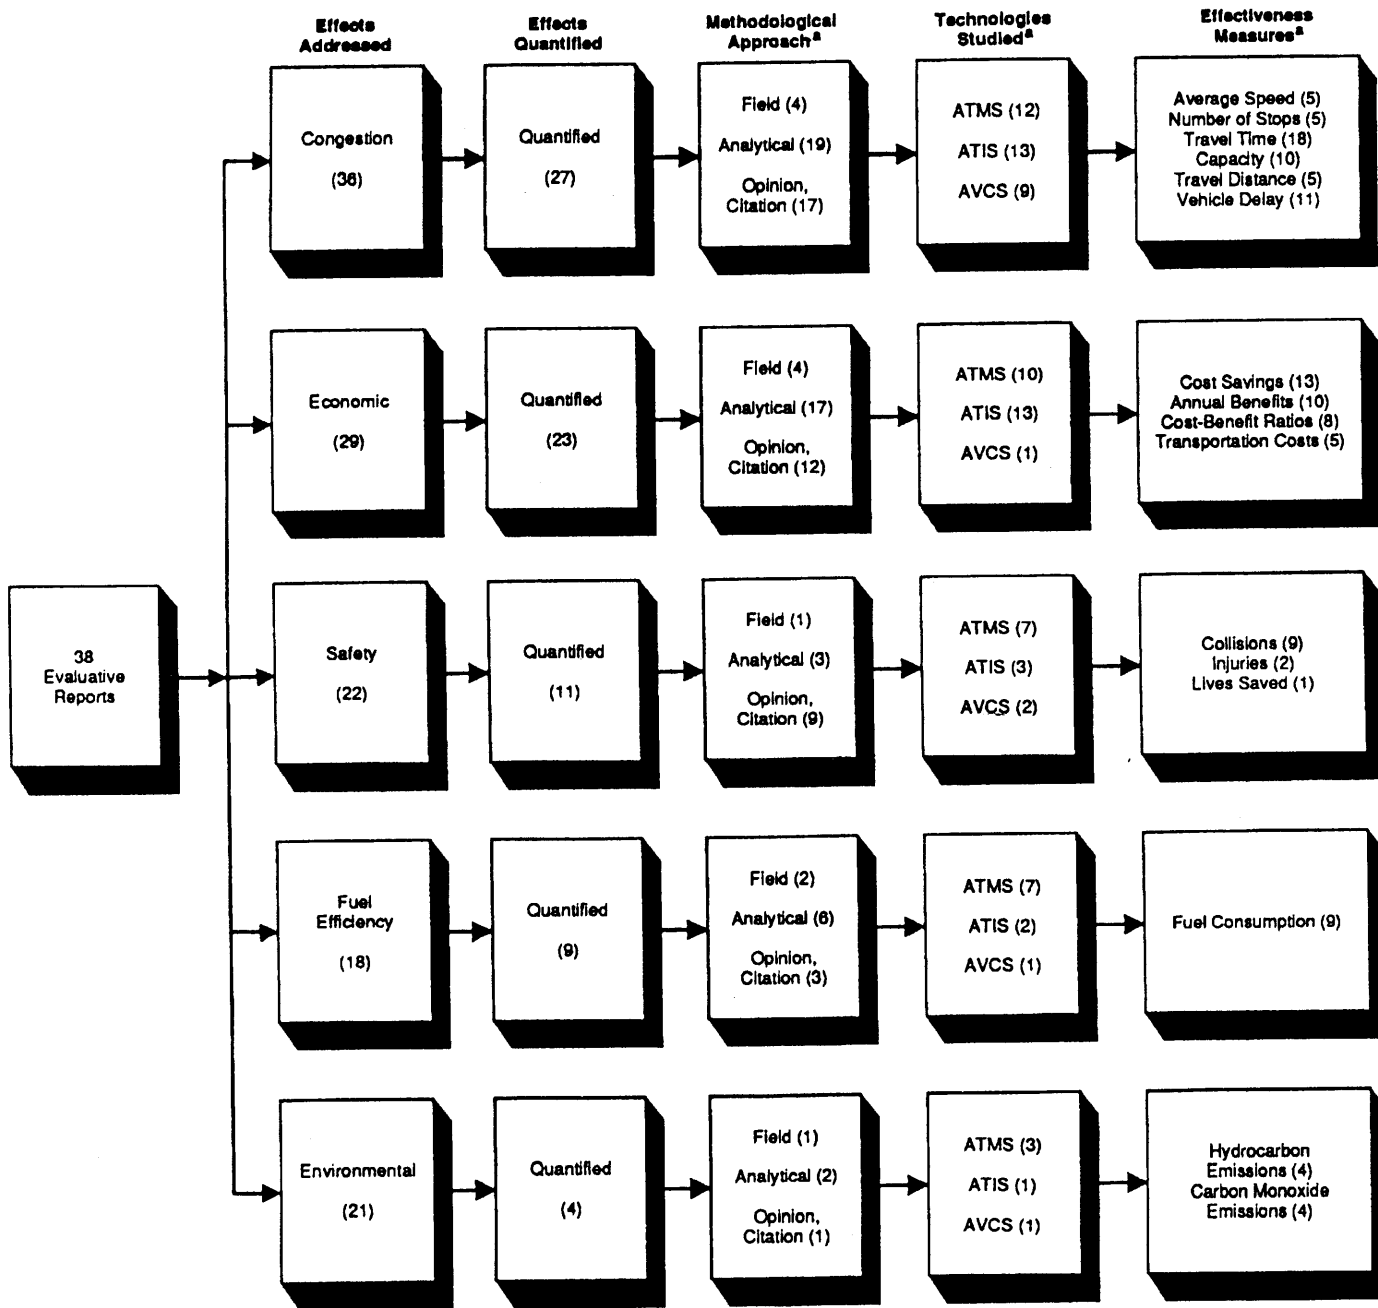 Effects
Addressed
Effects
Quantified
Methodological
Approach a
Technologies
Studied a
Effectiveness
Measures a
38
Evaluative
Reports
Congestion
(36)
Quantified
(27)
Field (4)
Analytical (19)
Opinion,
Citation (17)
ATMS (12)
ATIS (13)
AVCS (9)
Average Speed (5)
Number of Stops (5)
Travel Time (18)
Capacity (10)
Travel Distance (5)
Vehicle Delay (11)
Economic
(29)
Quantified
(23)
Field (4)
Analytical (17)
Opinion,
Citation (12)
ATMS (10)
ATIS (13)
AVCS (1)
Cost Savings (13)
Annual Benefits (10)
Cost-Benefit Ratios (8)
Transportation Costs (5)
Safety
(22)
Quantified
(11)
Field (1)
Analytical (3)
Opinion,
Citation (9)
ATMS (7)
ATIS (3)
AVCS (2)
Collisions (9)
Injuries (2)
Lives Saved (1)
Fuel
Efficiency
(18)
Quantified
(9)
Field (2)
Analytical (6)
Opinion,
Citation (3)
ATMS (7)
ATIS (2)
AVCS (1)
Fuel Consumption (9)
Environmental
(21)
Quantified
(4)
Field (1)
Analytical (2)
Opinion,
Citation (1)
ATMS (3)
ATIS (1)
AVCS (1)
Hydrocarbon
Emissions (4)
Carbon Monoxide
Emissions (4)